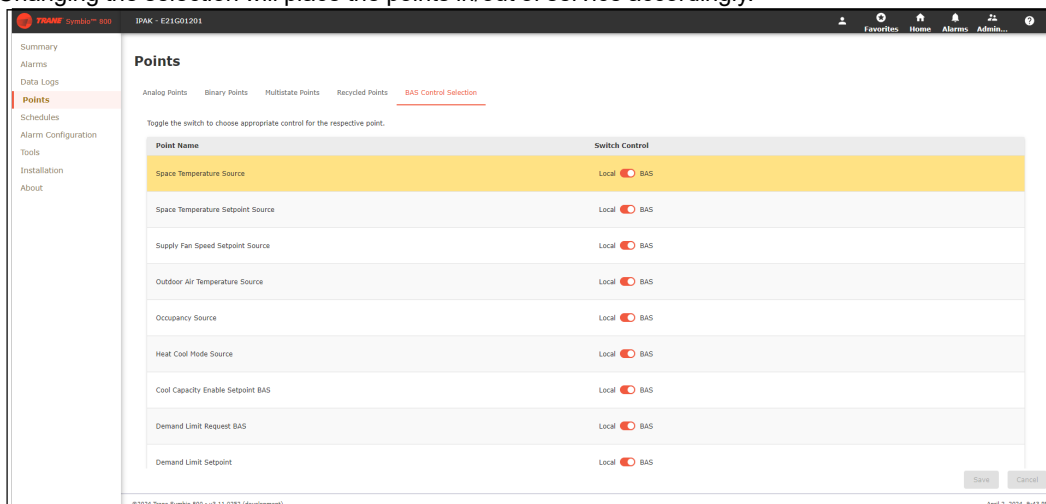 Changing the selection will place the points in/out of service accordingly.
TRANE Symbio™ 800 IPAK - E21G01201 Favorites Home Alarms Admin... ?
Summary
Alarms
Data Logs
Points
Schedules
Alarm Configuration
Tools
Installation
About
Points
Analog Points Binary Points Multistate Points Recycled Points BAS Control Selection
Toggle the switch to choose appropriate control for the respective point.
Point Name Switch Control
Space Temperature Source Local BAS
Space Temperature Setpoint Source Local BAS
Supply Fan Speed Setpoint Source Local BAS
Outdoor Air Temperature Source Local BAS
Occupancy Source Local BAS
Heat Cool Mode Source Local BAS
Cool Capacity Enable Setpoint BAS Local BAS
Demand Limit Request BAS Local BAS
Demand Limit Setpoint Local BAS
Save Cancel